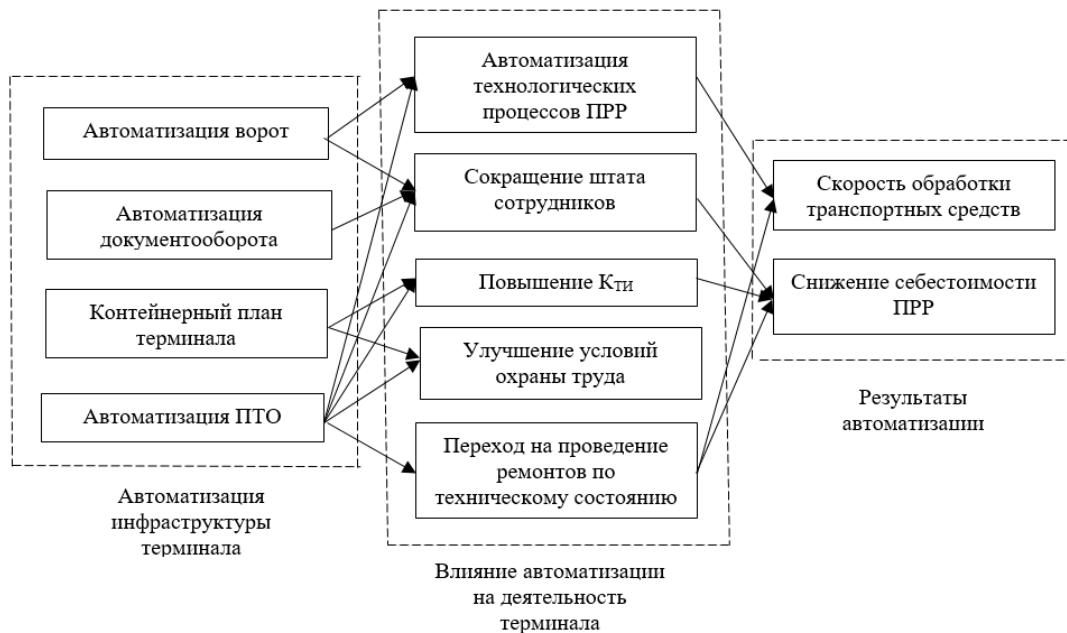 Автоматизация ворот
Автоматизация
документооборота
Контейнерный план
терминала
Автоматизация ПТО
Автоматизация
инфраструктуры
терминала
Автоматизация
технологических
процессов ПРР
Сокращение штата
сотрудников
Повышение КТИ
Улучшение условий
охраны труда
Переход на проведение
ремонтов по
техническому состоянию
Влияние автоматизации
на деятельность
терминала
Скорость обработки
транспортных средств
Снижение себестоимости
ПРР
Результаты
автоматизации